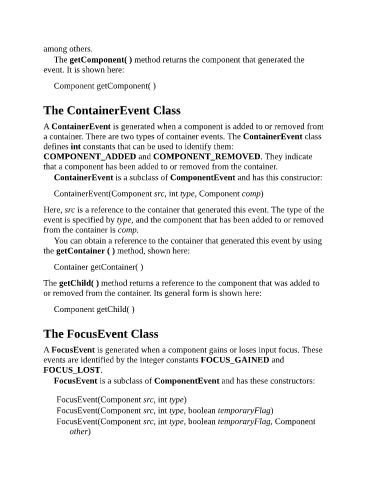 among others.
The getComponent( ) method returns the component that generated the
event. It is shown here:
Component getComponent( )
The ContainerEvent Class
A ContainerEvent is generated when a component is added to or removed from
a container. There are two types of container events. The ContainerEvent class
defines int constants that can be used to identify them:
COMPONENT_ADDED and COMPONENT_REMOVED. They indicate
that a component has been added to or removed from the container.
ContainerEvent is a subclass of ComponentEvent and has this constructor:
ContainerEvent(Component src, int type, Component comp)
Here, src is a reference to the container that generated this event. The type of the
event is specified by type, and the component that has been added to or removed
from the container is comp.
You can obtain a reference to the container that generated this event by using
the getContainer ( ) method, shown here:
Container getContainer( )
The getChild( ) method returns a reference to the component that was added to
or removed from the container. Its general form is shown here:
Component getChild( )
The FocusEvent Class
A FocusEvent is generated when a component gains or loses input focus. These
events are identified by the integer constants FOCUS_GAINED and
FOCUS_LOST.
FocusEvent is a subclass of ComponentEvent and has these constructors:
FocusEvent(Component src, int type)
FocusEvent(Component src, int type, boolean temporaryFlag)
FocusEvent(Component src, int type, boolean temporaryFlag, Component
other)